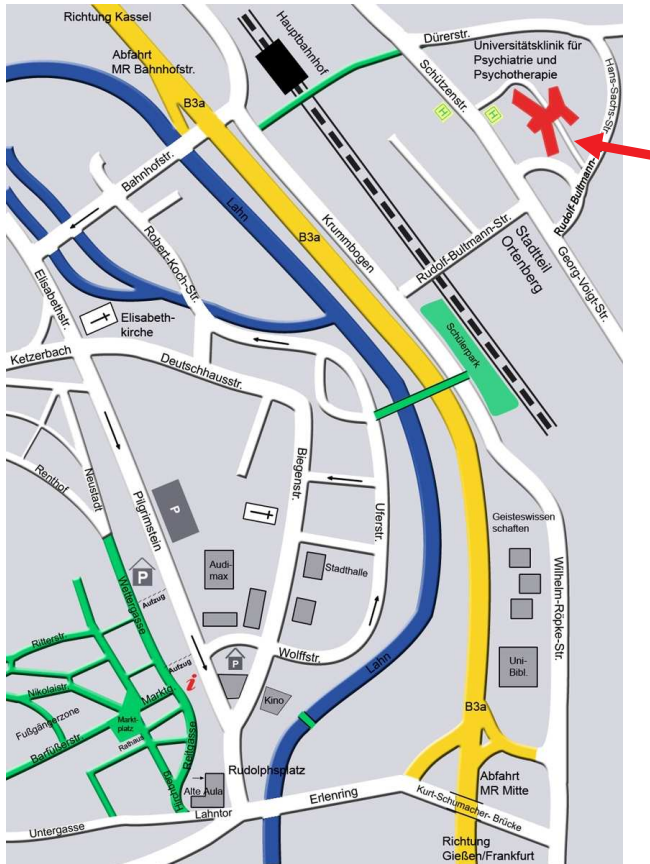 Richtung Kassel
Abfahrt
MR Bahnhofstr.
B3a
Hauptbahnhof
Dürerstr.
Universitätsklinik für
Psychiatrie und
Psychotherapie
Schützenstr.
Hans-Sachs-Str.
H
H
Bahnhofstr.
Lahn
Rudolf-Bultmann-
Robert-Koch-Str.
B3a
Krummbogen
Rudolf-Bultmann-Str.
Stadtteil
Ortenberg
Georg-Voigt-Str.
Elisabethstr.
Elisabeth-
kirche
Schülerpark
Ketzerbach
Deutschhausstr.
Renthof
Neustadt
Pilgrimstein
P
Biegenstr.
Uferstr.
Geisteswissen
schaften
Wilhelm-Röpke-Str.
P
Wettergasse
Audi-
max
Stadthalle
Aufzug
Ritterstr
Wolffstr.
Aufzug
P
Lahn
Uni-
Bibl.
Nikolaistr.
Marktg.
i
Kino
Fußgängerzone
Markt-
platz
Reitgasse
B3a
Barfüßerstr
Rathaus
Hirschberg
Rudolphsplatz
Alte Aula
Abfahrt
MR Mitte
Erlenring
Kurt-Schumacher- Brücke
Lahntor
Untergasse
Richtung
Gießen/Frankfurt